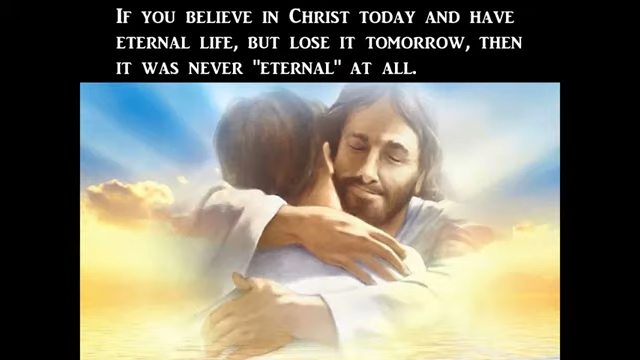 If you believe in Christ today and have
eternal life, but lose it tomorrow, then
it was never "eternal" at all.